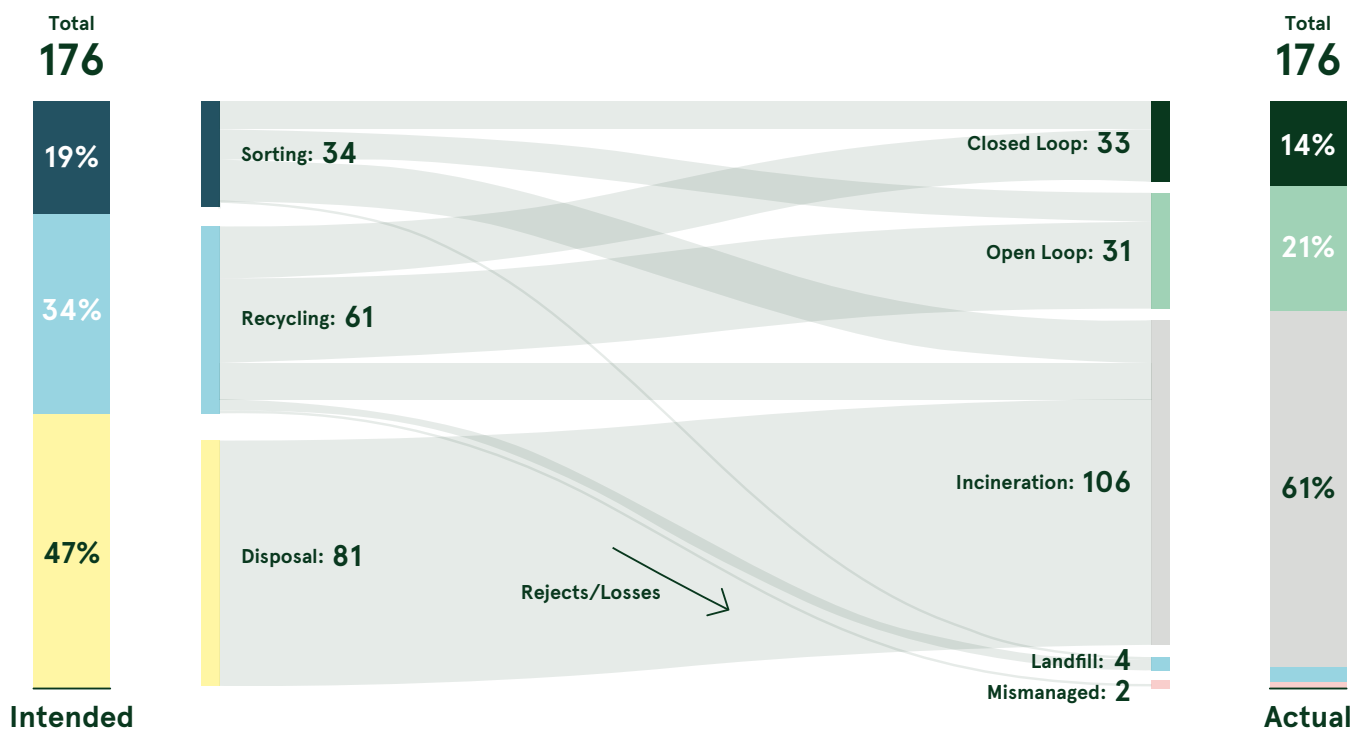 Total
176
19%
34%
47%
Intended
Sorting: 34
Recycling: 61
Disposal: 81
Rejects/Losses
Closed Loop: 33
Open Loop: 31
Incineration: 106
Landfill: 4
Mismanaged: 2
Total
176
14%
21%
61%
Actual